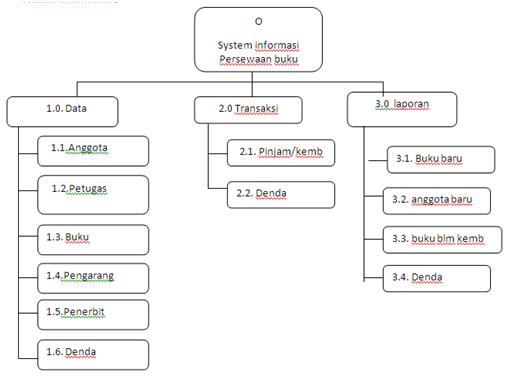 O
System informasi
Persewaan buku
1.0. Data
2.0 Transaksi
3.0 laporan
1.1.Anggota
1.2.Petugas
1.3. Buku
1.4.Pengarang
1.5.Penerbit
1.6. Denda
2.1. Pinjam/kemb
2.2. Denda
3.1. Buku baru
3.2. anggota baru
3.3. buku blm kemb
3.4. Denda